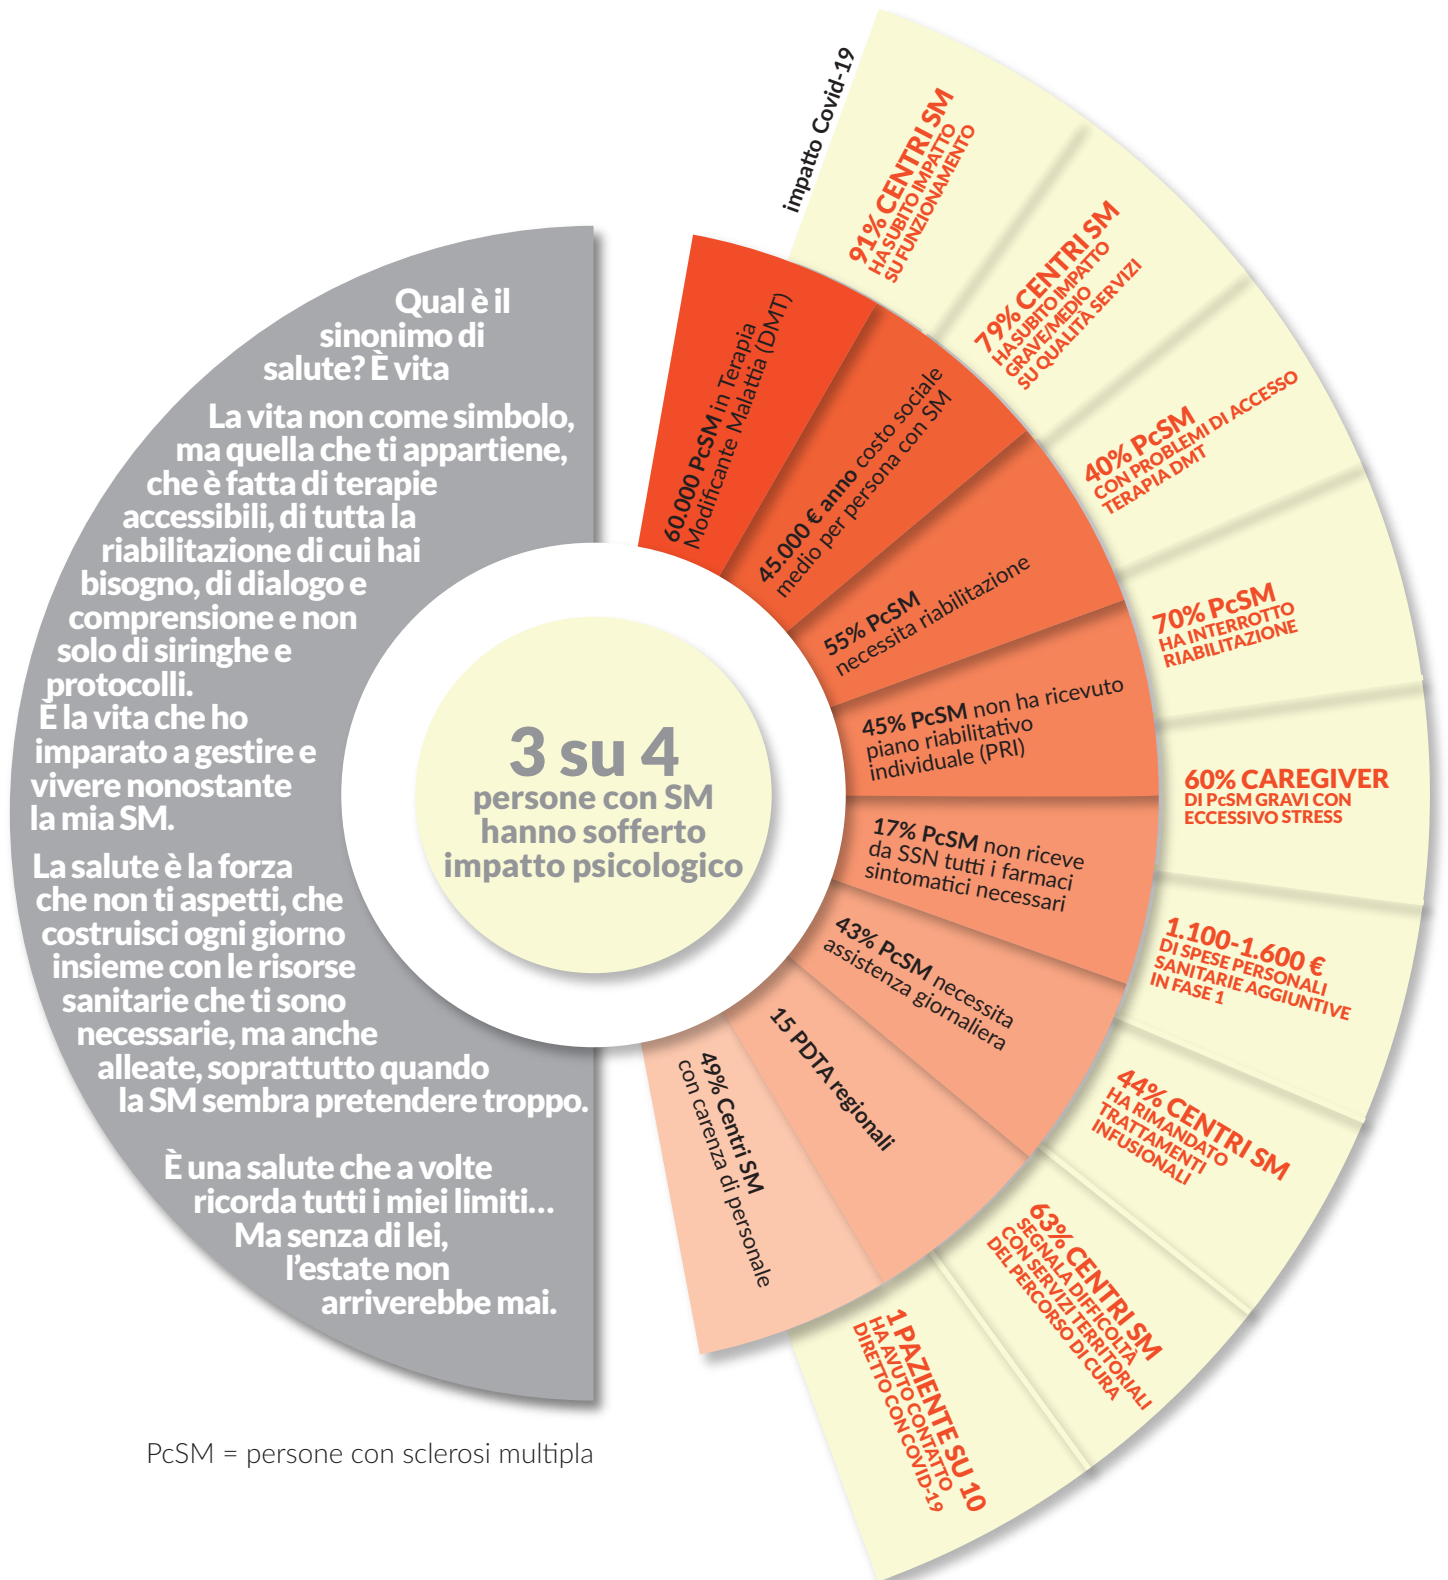 Qual è il
sinonimo di
salute? È vita
La vita non come simbolo,
ma quella che ti appartiene,
che è fatta di terapie
accessibili, di tutta la
riabilitazione di cui hai
bisogno, di dialogo e
comprensione e non
solo di siringhe e
protocolli.
È la vita che ho
imparato a gestire e
vivere nonostante
la mia SM.
La salute è la forza
che non ti aspetti, che
costruisci ogni giorno
insieme con le risorse
sanitarie che ti sono
necessarie, ma anche
alleate, soprattutto quando
la SM sembra pretendere troppo.
È una salute che a volte
ricorda tutti i miei limiti...
Ma senza di lei,
l'estate non
arriverebbe mai.
3 su 4
persone con SM
hanno sofferto
impatto psicologico
60.000 PcSM in Terapia
Modificante Malattia (DMT)
45.000 € anno costo sociale
medio per persona con SM
55% PcSM
necessita riabilitazione
45% PcSM non ha ricevuto
piano riabilitativo
individuale (PRI)
17% PcSM non riceve
da SSN tutti i farmaci
sintomatici necessari
43% PcSM necessita
assistenza giornaliera
15 PDTA regionali
49% Centri SM
con carenza di personale
impatto Covid-19
91% CENTRI SM
HA SUBITO IMPATTO
SU FUNZIONAMENTO
79% CENTRI SM
HA SUBITO IMPATTO
GRAVE/MEDIO
SU QUALITÀ SERVIZI
40% PcSM
CON PROBLEMI DI ACCESSO
TERAPIA DMT
70% PcSM
HA INTERROTTO
RIABILITAZIONE
60% CAREGIVER
DI PcSM GRAVI CON
ECCESSIVO STRESS
1.100-1.600 €
DI SPESE PERSONALI
SANITARIE AGGIUNTIVE
IN FASE 1
44% CENTRI SM
HA RIMANDATO
TRATTAMENTI
INFUSIONALI
63% CENTRI SM
SEGNALA DIFFICOLTÀ
CON SERVIZI TERRITORIALI
DEL PERCORSO DI CURA
1 PAZIENTE SU 10
HA AVUTO CONTATTO
DIRETTO CON COVID-19
PcSM = persone con sclerosi multipla